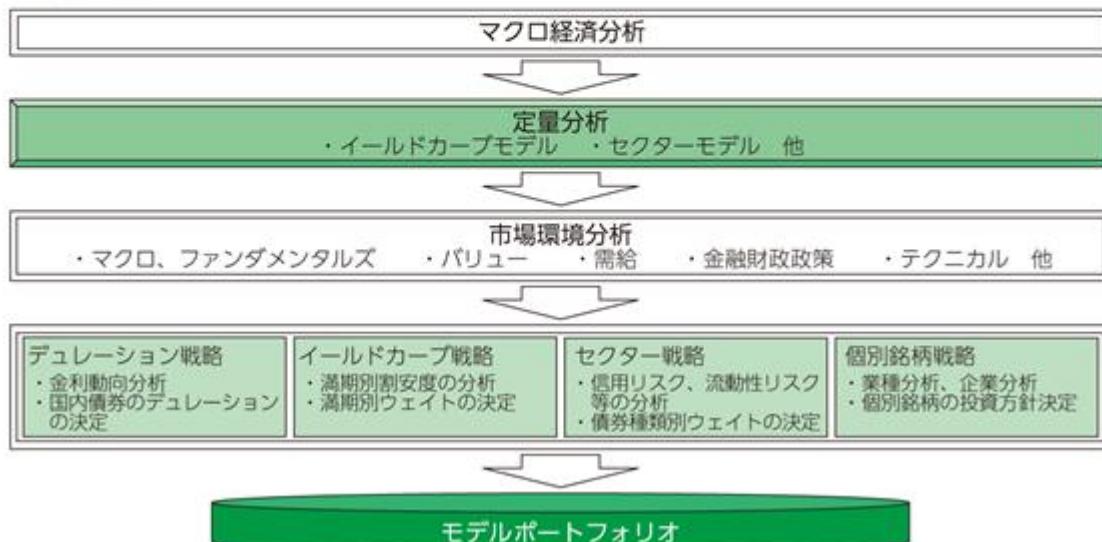 マクロ経済分析
定量分析
・イールドカーブモデル ・セクターモデル 他
市場環境分析
・マクロ、ファンダメンタルズ ・バリュー ・需給 ・金融財政政策 ・テクニカル 他
デュレーション戦略
・金利動向分析
・国内債券のデュレーション
の決定
イールドカーブ戦略
・満期別割安度の分析
・満期別ウェイトの決定
セクター戦略
・信用リスク、流動性リスク
等の分析
・債券種類別ウェイトの決定
個別銘柄戦略
・業種分析、企業分析
・個別銘柄の投資方針決定
モデルポートフォリオ